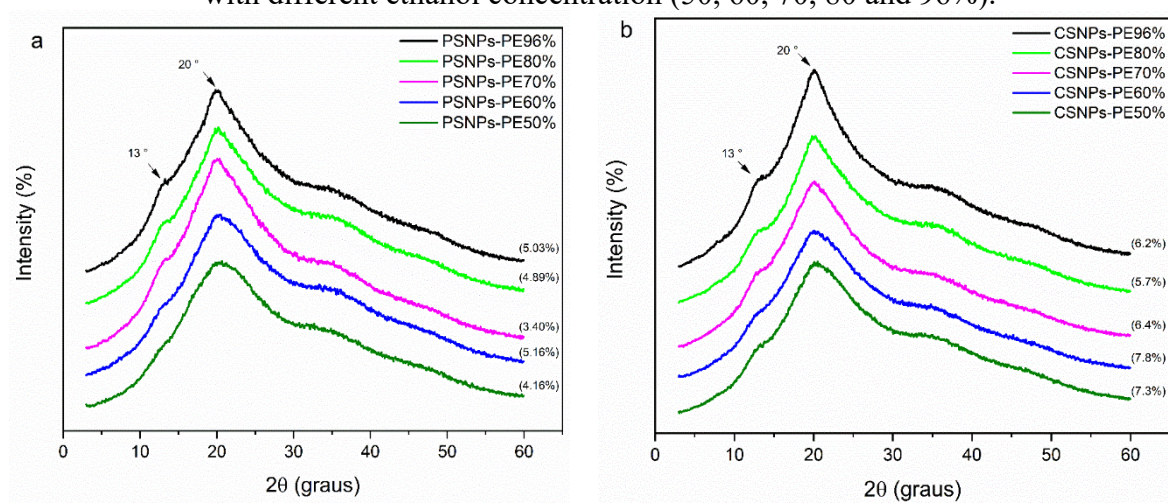 with different ethanol concentration (50, 60, 70, 80 and 96%).
a
PSNPs-PE96%
PSNPs-PE80%
PSNPs-PE70%
PSNPs-PE60%
PSNPs-PE50%
20 °
13 °
(5.03%)
(4.89%)
(3.40%)
(5.16%)
(4.16%)
Intensity (%)
0 10 20 30 40 50 60
2θ (graus)
b
CSNPs-PE96%
CSNPs-PE80%
CSNPs-PE70%
CSNPs-PE60%
CSNPs-PE50%
20 °
13 °
(6.2%)
(5.7%)
(6.4%)
(7.8%)
(7.3%)
Intensity (%)
0 10 20 30 40 50 60
2θ (graus)